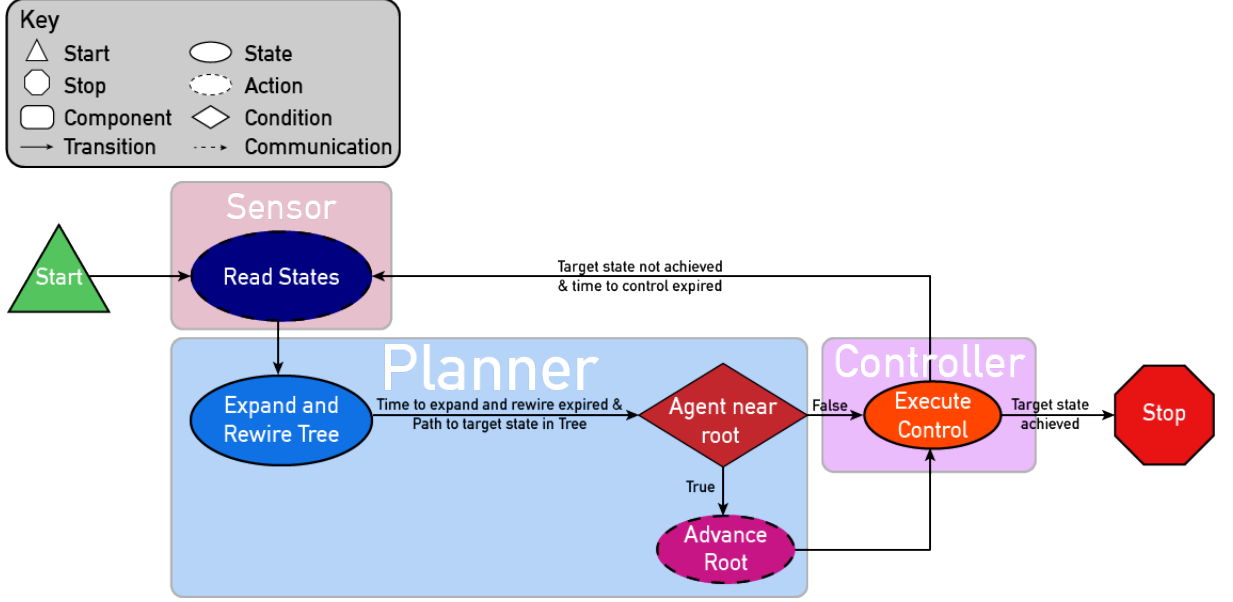 Key
Start
State
Stop
Action
Component
Condition
Transition
Communication
Sensor
Start
Read States
Target state not achieved
& time to control expired
Planner
Controller
Expand and
Rewire Tree
Time to expand and rewire expired &
Path to target state in Tree
Agent near
root
False
Execute
Control
Target state
achieved
Stop
True
Advance
Root